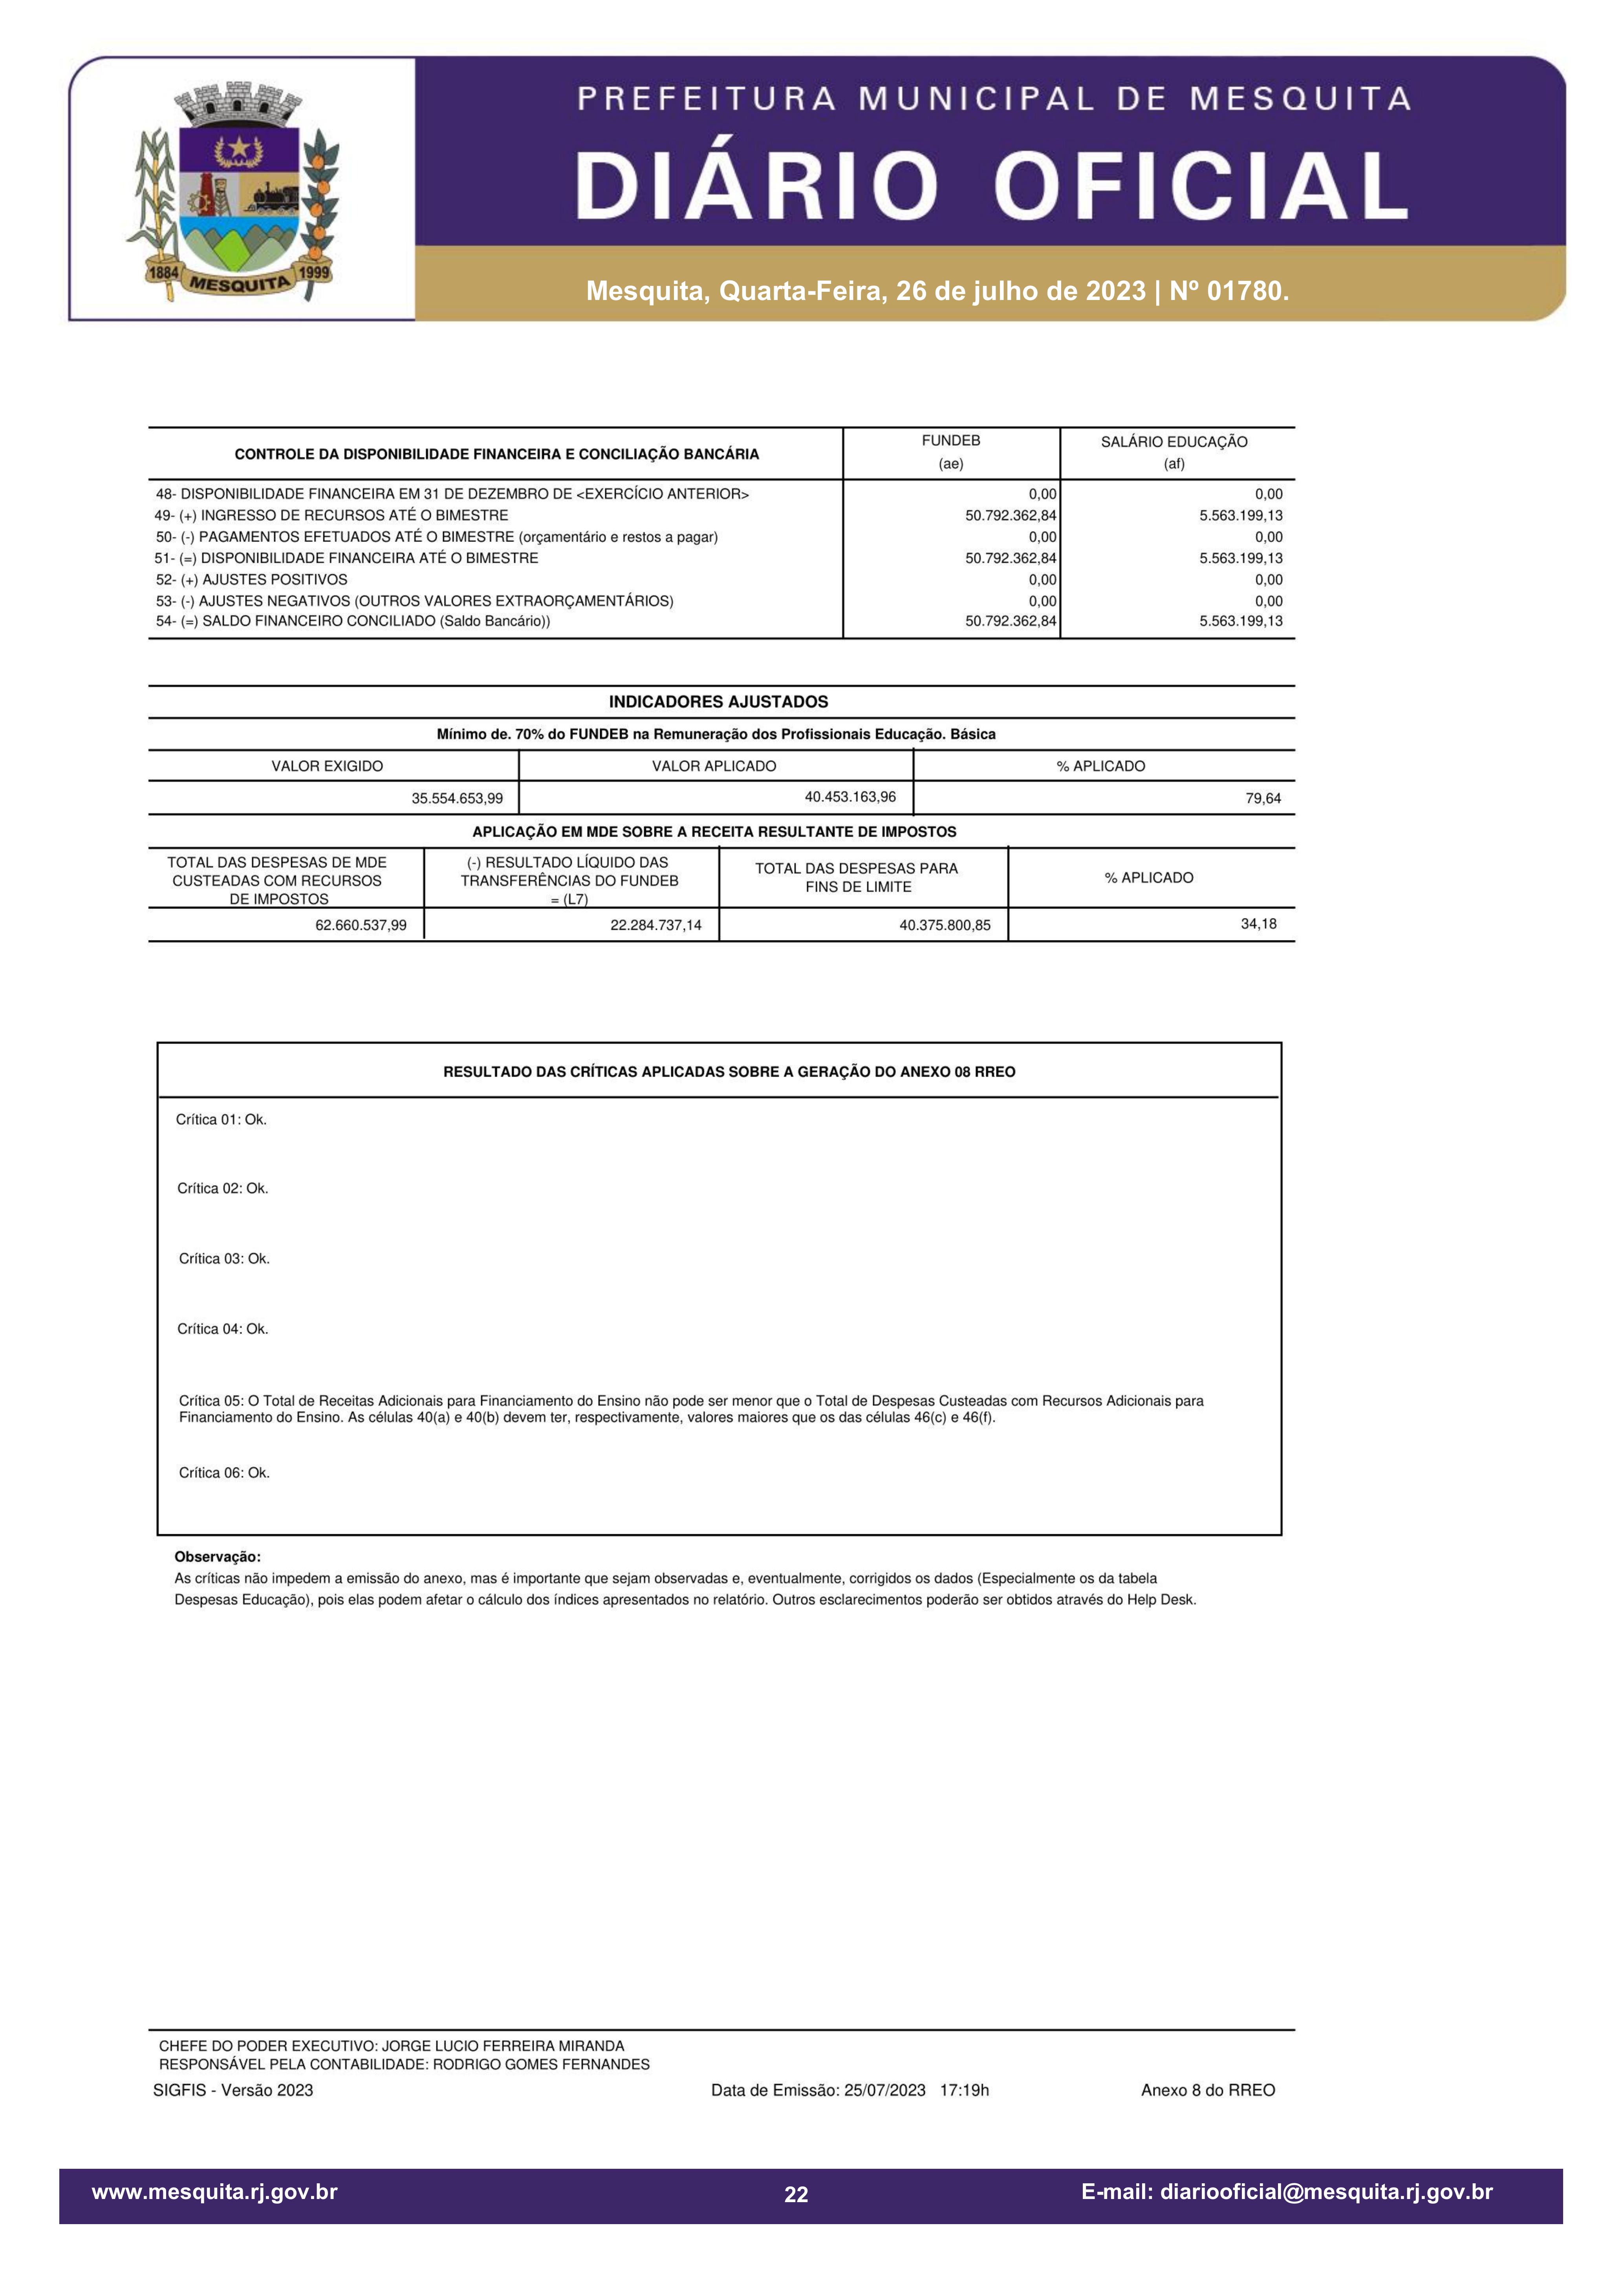 PREFEITURA MUNICIPAL DE MESQUITA
DIÁRIO OFICIAL
1884 MESQUITA 1999
Mesquita, Quarta-Feira, 26 de julho de 2023 | Nº 01780.
CONTROLE DA DISPONIBILIDADE FINANCEIRA E CONCILIAÇÃO BANCÁRIA FUNDEB (ae) SALÁRIO EDUCAÇÃO (af)
48- DISPONIBILIDADE FINANCEIRA EM 31 DE DEZEMBRO DE <EXERCÍCIO ANTERIOR> 0,00 0,00
49- (+) INGRESSO DE RECURSOS ATÉ O BIMESTRE 50.792.362,84 5.563.199,13
50- (-) PAGAMENTOS EFETUADOS ATÉ O BIMESTRE (orçamentário e restos a pagar) 0,00 0,00
51- (=) DISPONIBILIDADE FINANCEIRA ATÉ O BIMESTRE 50.792.362,84 5.563.199,13
52- (+) AJUSTES POSITIVOS 0,00 0,00
53- (-) AJUSTES NEGATIVOS (OUTROS VALORES EXTRAORÇAMENTÁRIOS) 0,00 0,00
54- (=) SALDO FINANCEIRO CONCILIADO (Saldo Bancário)) 50.792.362,84 5.563.199,13
INDICADORES AJUSTADOS
Mínimo de. 70% do FUNDEB na Remuneração dos Profissionais Educação. Básica
VALOR EXIGIDO VALOR APLICADO % APLICADO
35.554.653,99 40.453.163,96 79,64
APLICAÇÃO EM MDE SOBRE A RECEITA RESULTANTE DE IMPOSTOS
TOTAL DAS DESPESAS DE MDE
CUSTEADAS COM RECURSOS
DE IMPOSTOS
(-) RESULTADO LÍQUIDO DAS
TRANSFERÊNCIAS DO FUNDEB
= (L7)
TOTAL DAS DESPESAS PARA
FINS DE LIMITE
% APLICADO
62.660.537,99 22.284.737,14 40.375.800,85 34,18
RESULTADO DAS CRÍTICAS APLICADAS SOBRE A GERAÇÃO DO ANEXO 08 RREO
Crítica 01: Ok.
Crítica 02: Ok.
Crítica 03: Ok.
Crítica 04: Ok.
Crítica 05: O Total de Receitas Adicionais para Financiamento do Ensino não pode ser menor que o Total de Despesas Custeadas com Recursos Adicionais para
Financiamento do Ensino. As células 40(a) e 40(b) devem ter, respectivamente, valores maiores que os das células 46(c) e 46(f).
Crítica 06: Ok.
Observação:
As críticas não impedem a emissão do anexo, mas é importante que sejam observadas e, eventualmente, corrigidos os dados (Especialmente os da tabela
Despesas Educação), pois elas podem afetar o cálculo dos índices apresentados no relatório. Outros esclarecimentos poderão ser obtidos através do Help Desk.
CHEFE DO PODER EXECUTIVO: JORGE LUCIO FERREIRA MIRANDA
RESPONSÁVEL PELA CONTABILIDADE: RODRIGO GOMES FERNANDES
SIGFIS - Versão 2023 Data de Emissão: 25/07/2023 17:19h Anexo 8 do RREO
www.mesquita.rj.gov.br 22 E-mail: diariooficial@mesquita.rj.gov.br